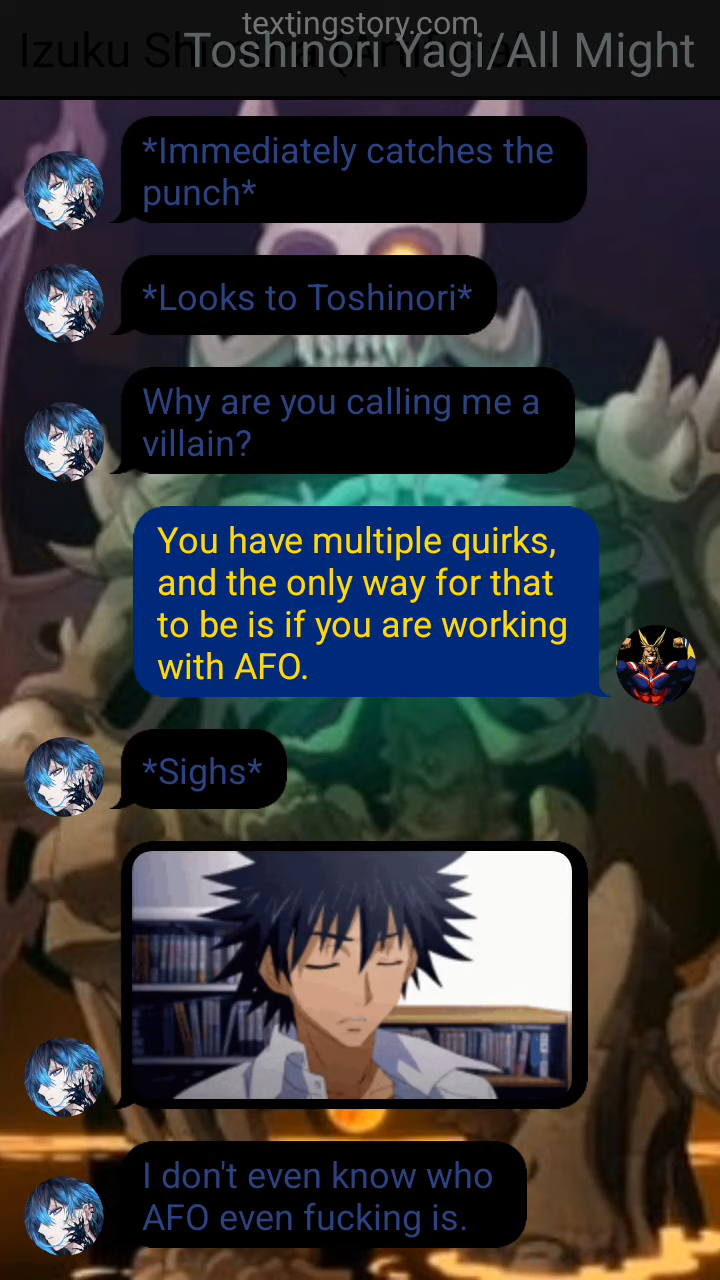 textingstory.com
Izuku Sh
Toshinori Yagi/All Might
*Immediately catches the
punch*
*Looks to Toshinori*
Why are you calling me a
villain?
You have multiple quirks,
and the only way for that
to be is if you are working
with AFO.
*Sighs*
I don't even know who
AFO even fucking is.